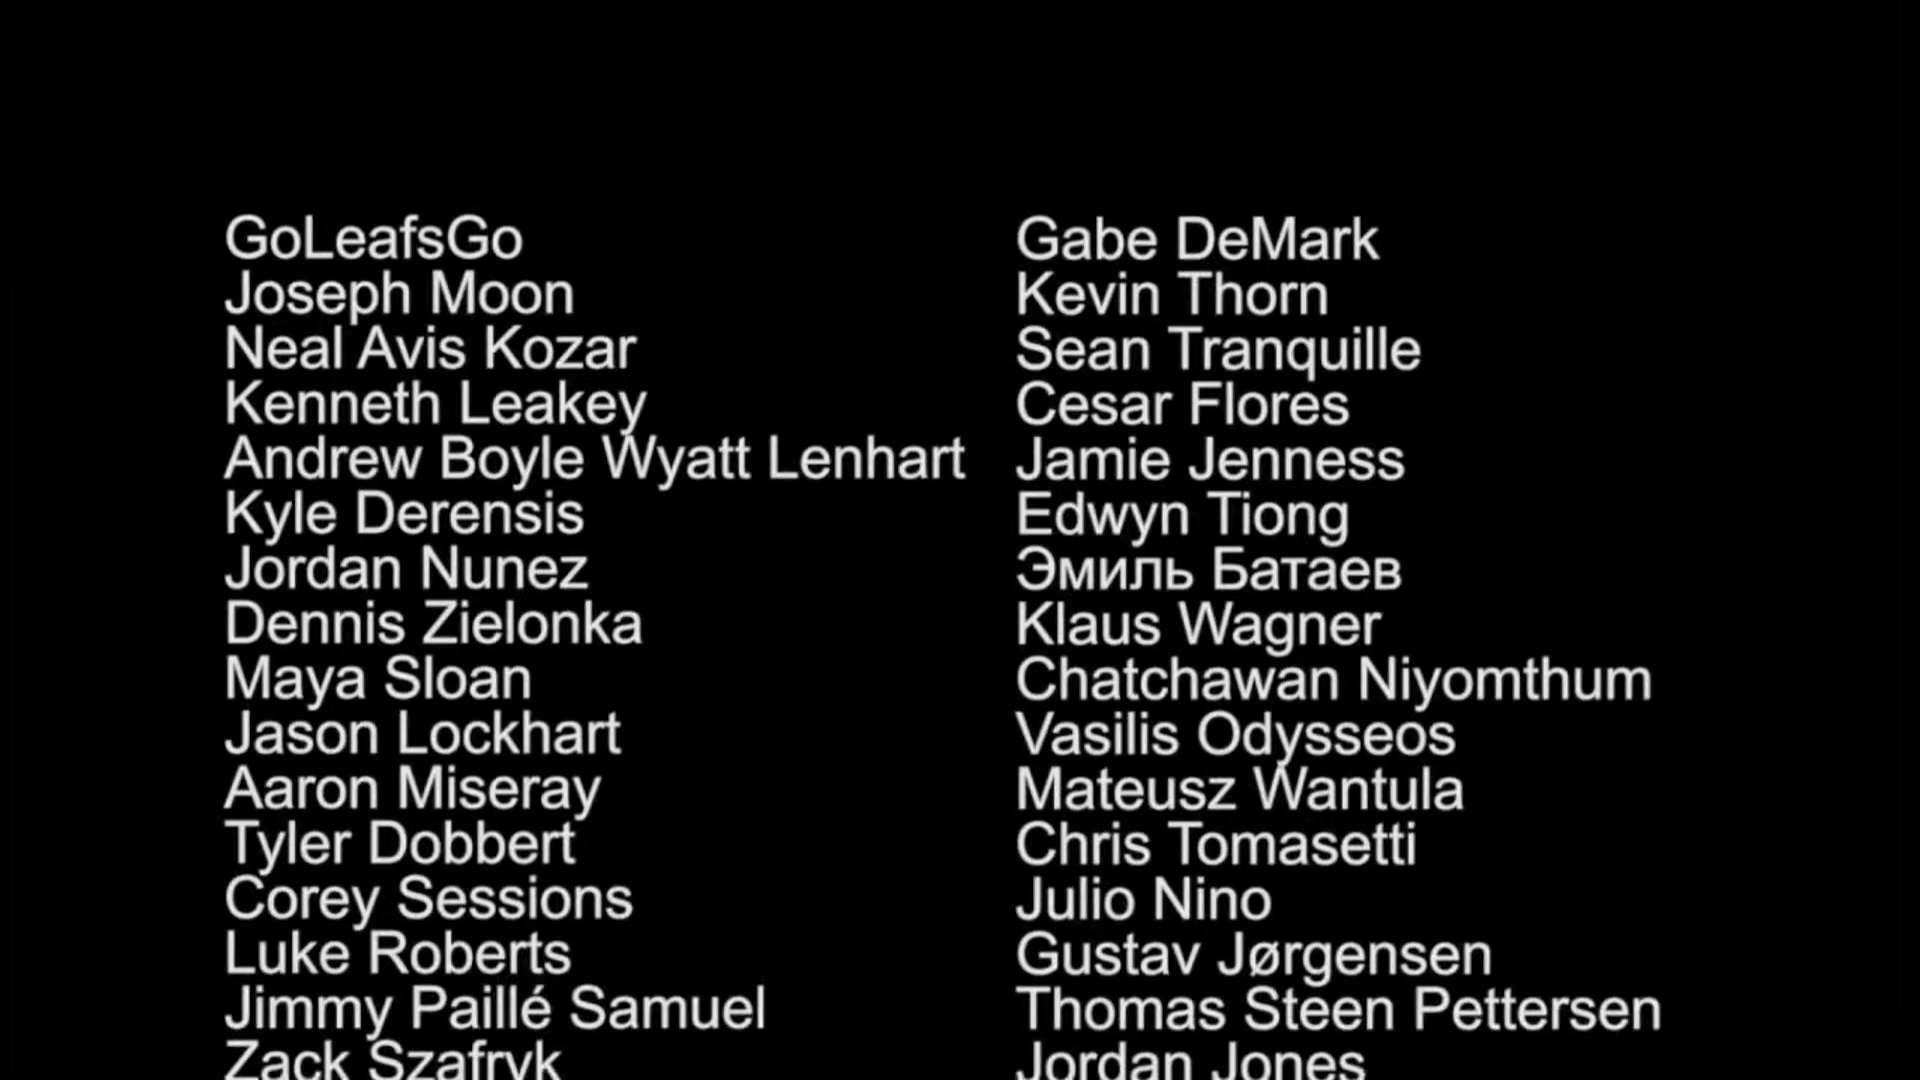 GoLeafsGo
Joseph Moon
Neal Avis Kozar
Kenneth Leakey
Andrew Boyle Wyatt Lenhart
Kyle Derensis
Jordan Nunez
Dennis Zielonka
Maya Sloan
Jason Lockhart
Aaron Miseray
Tyler Dobbert
Corey Sessions
Luke Roberts
Jimmy Paillé Samuel
Zack Szafryk
Gabe DeMark
Kevin Thorn
Sean Tranquille
Cesar Flores
Jamie Jenness
Edwyn Tiong
Эмиль Батаев
Klaus Wagner
Chatchawan Niyomthum
Vasilis Odysseos
Mateusz Wantula
Chris Tomasetti
Julio Nino
Gustav Jørgensen
Thomas Steen Pettersen
Jordan Jones